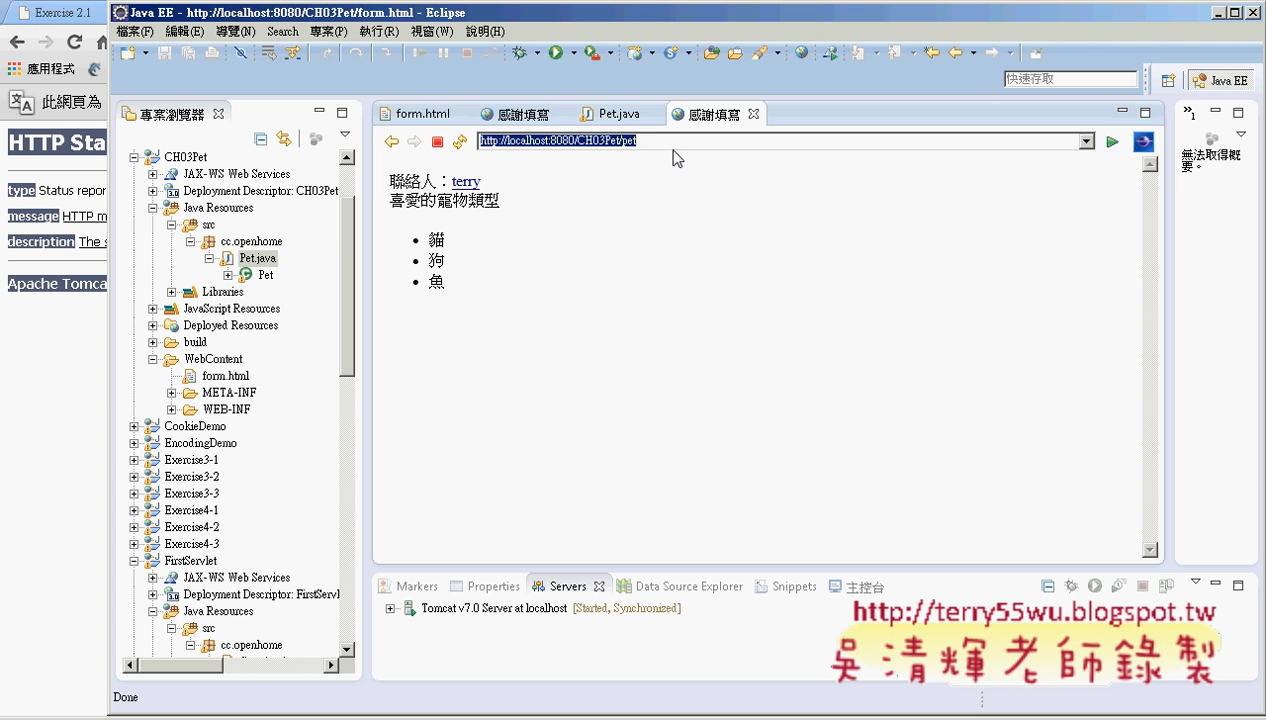 Exercise 2.1
Java EE - http://localhost:8080/CH03Pet/form.html - Eclipse
檔案(F) 編輯(E) 導覽(N) Search 專案(P) 執行(R) 視窗(W) 說明(H)
應用程式
快速存取
Java EE
此網頁為
專案瀏覽器
form.html 感謝填寫 Pet.java 感謝填寫
HTTP Sta
http://localhost:8080/CH03Pet/pet
type Status repor
message HTTP m
description The s
Apache Tomca
無法取得概要。
聯絡人：terry
喜愛的寵物類型
• 貓
• 狗
• 魚
CH03Pet
JAX-WS Web Services
Deployment Descriptor: CH03Pet
Java Resources
src
cc.openhome
Pet.java
Pet
Libraries
JavaScript Resources
Deployed Resources
build
WebContent
form.html
META-INF
WEB-INF
CookieDemo
EncodingDemo
Exercise3-1
Exercise3-2
Exercise3-3
Exercise4-1
Exercise4-2
Exercise4-3
FirstServlet
JAX-WS Web Services
Deployment Descriptor: FirstServl
Java Resources
src
cc.openhome
Markers Properties Servers Data Source Explorer Snippets 主控台
Tomcat v7.0 Server at localhost [Started, Synchronized]
http://terry55wu.blogspot.tw
吳清輝老師錄製
Done